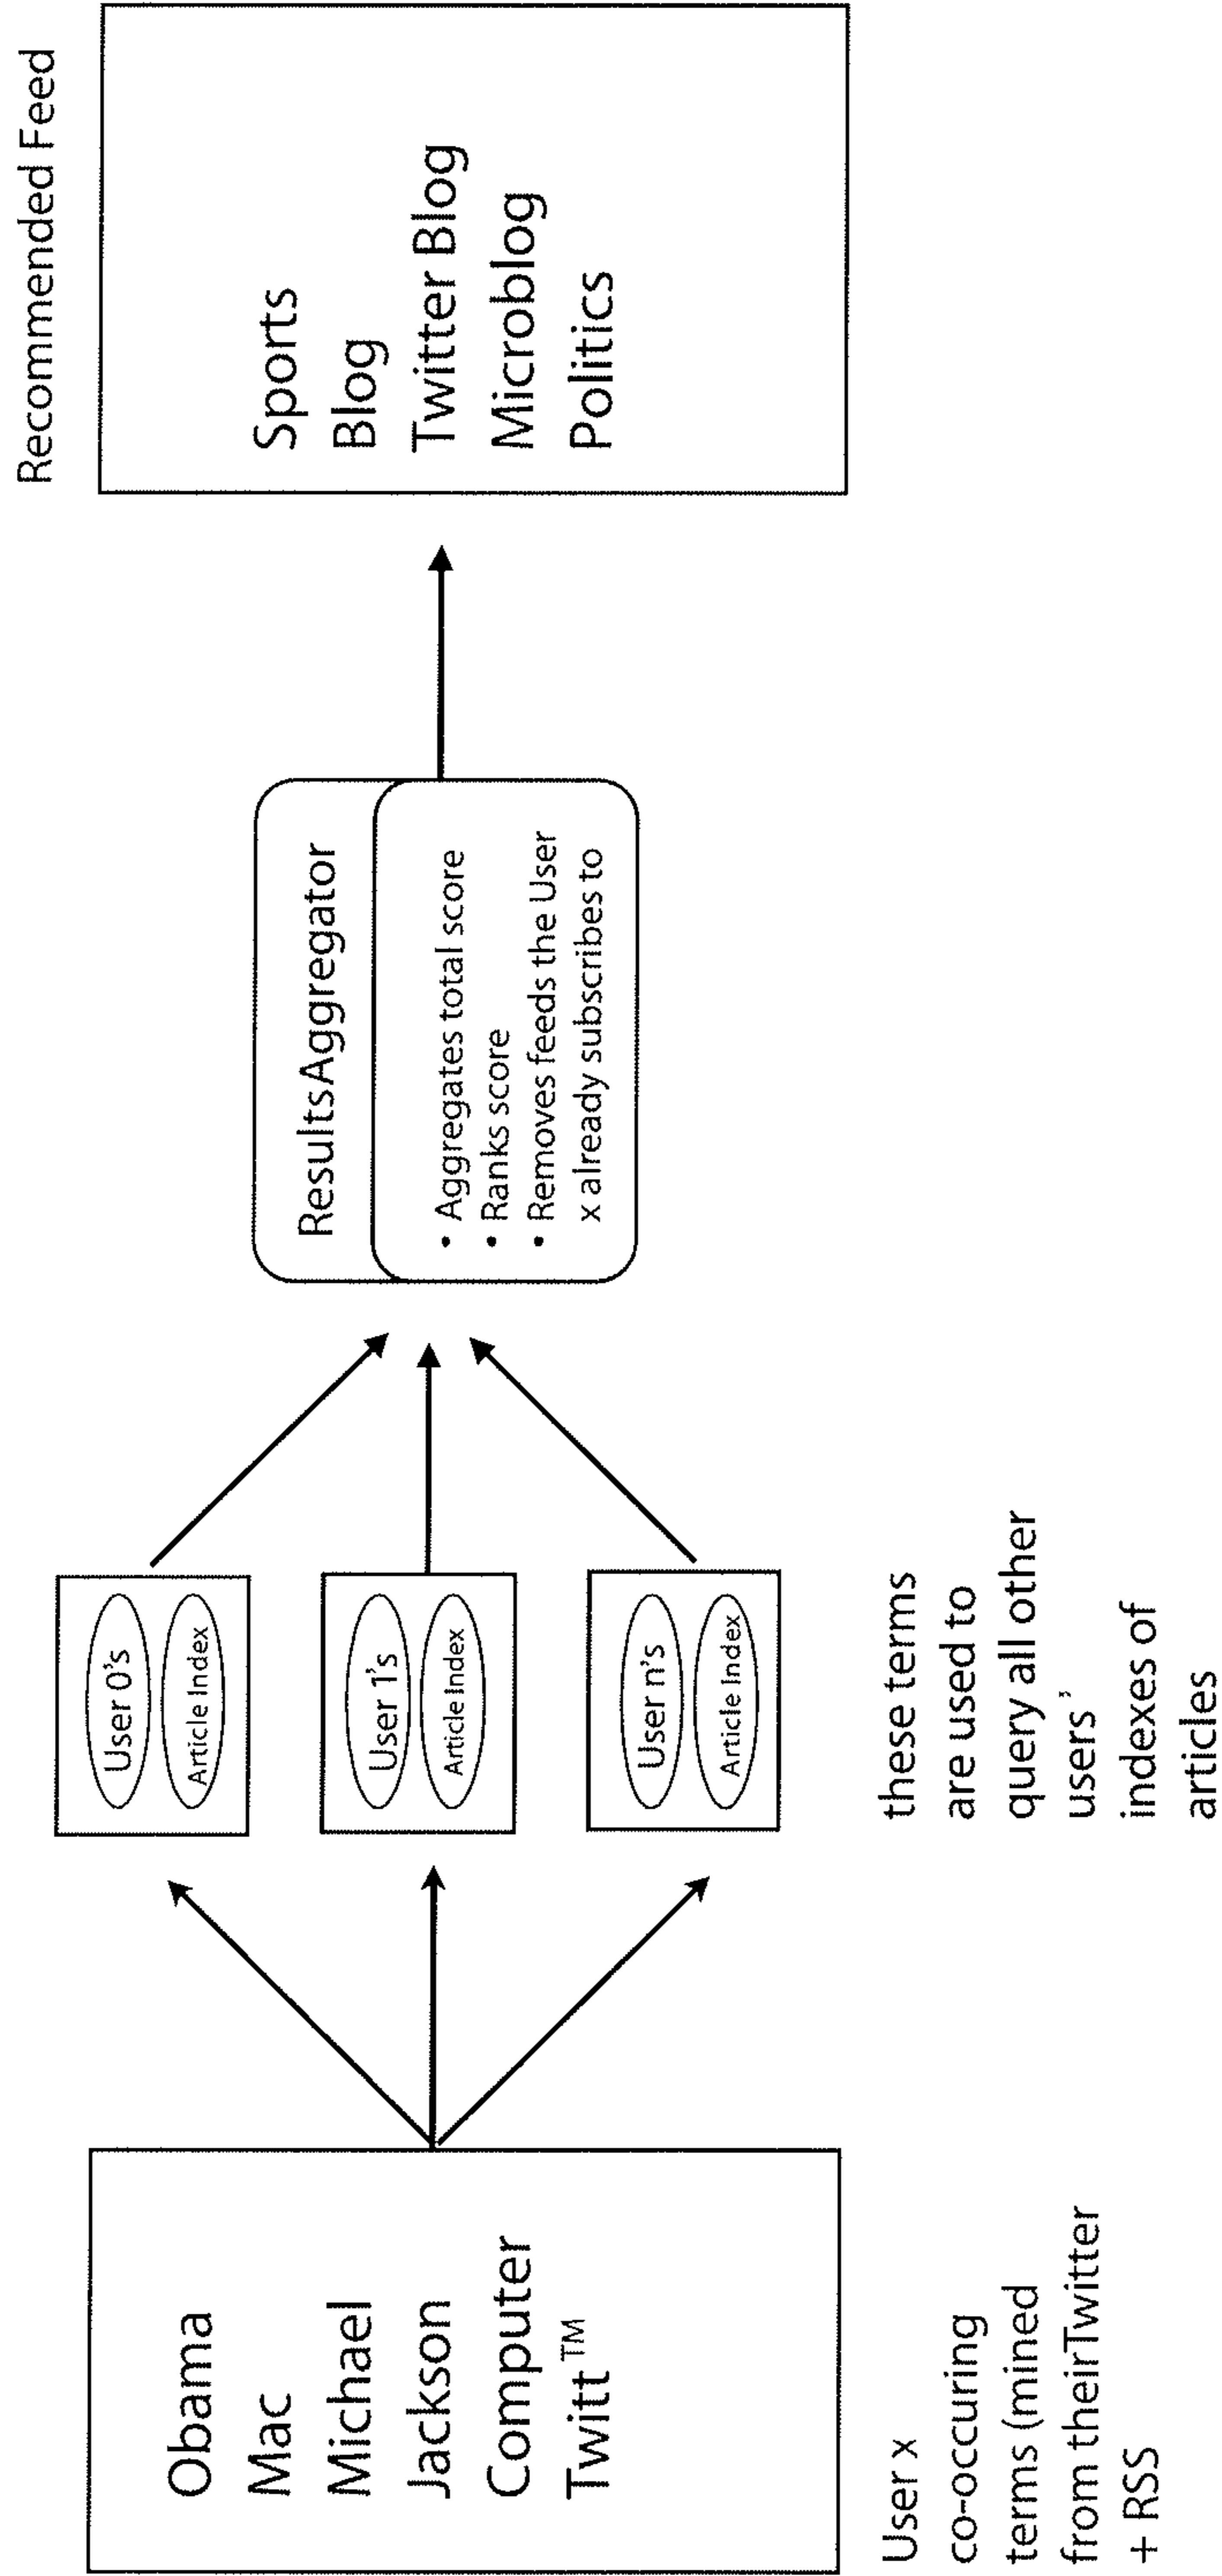 Obama
Mac
Michael
Jackson
Computer
Twitt™
User x
co-occuring
terms (mined
from theirTwitter
+ RSS
User 0's
Article Index
User 1's
Article Index
User n's
Article Index
these terms
are used to
query all other
users'
indexes of
articles
ResultsAggregator
• Aggregates total score
• Ranks score
• Removes feeds the User
x already subscribes to
Recommended Feed
Sports
Blog
Twitter Blog
Microblog
Politics